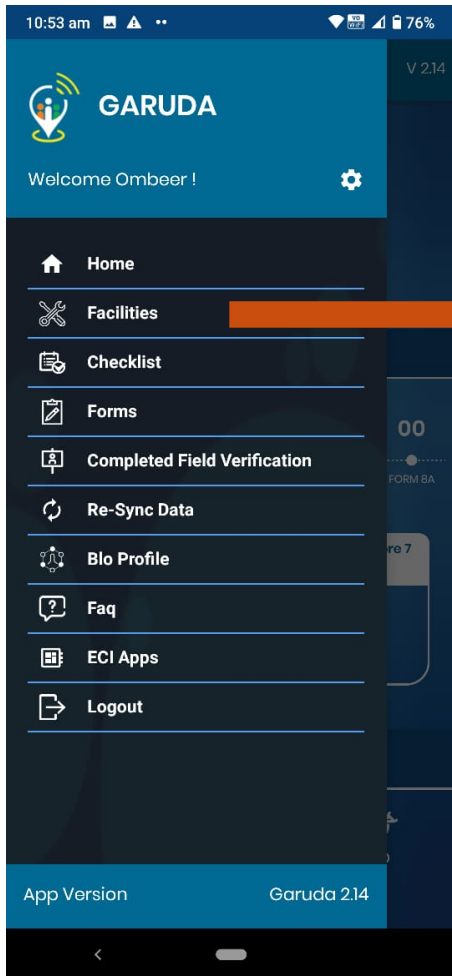 10:53 am
76%
V 2.14
GARUDA
Welcome Ombeer !
Home
Facilities
Checklist
Forms
00
Completed Field Verification
FORM BA
Re-Sync Data
re 7
Blo Profile
Faq
ECI Apps
Logout
App Version Garuda 2.14